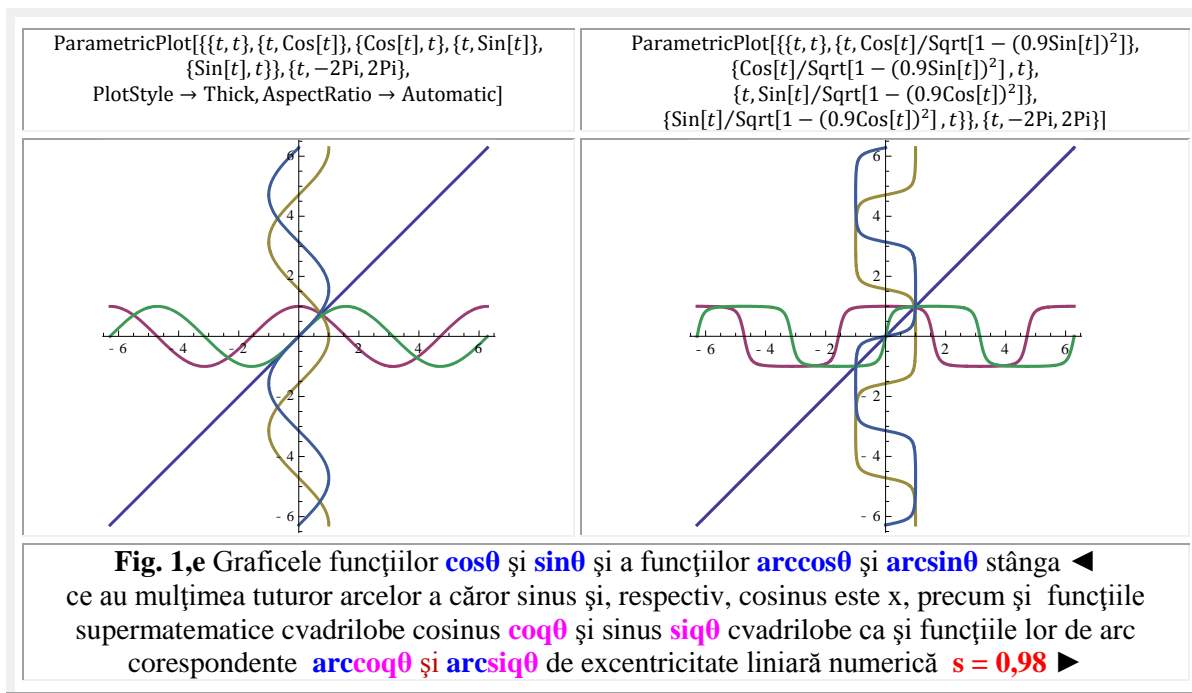 ParametricPlot[{{t, t}, {t, Cos[t]}, {Cos[t], t}, {t, Sin[t]},
{Sin[t], t}}, {t, −2Pi, 2Pi},
PlotStyle → Thick, AspectRatio → Automatic]
ParametricPlot[{{t, t}, {t, Cos[t]/Sqrt[1 − (0.9Sin[t])²]},
{Cos[t]/Sqrt[1 − (0.9Sin[t])²], t},
{t, Sin[t]/Sqrt[1 − (0.9Cos[t])²]},
{Sin[t]/Sqrt[1 − (0.9Cos[t])²], t}}, {t, −2Pi, 2Pi}]
6
4
2
- 6 - 4 - 2 2 4 6
- 2
- 4
- 6
6
4
2
- 6 - 4 - 2 2 4 6
- 2
- 4
- 6
Fig. 1,e Graficele funcţiilor cosθ şi sinθ şi a funcţiilor arccosθ şi arcsinθ stânga ◄
ce au mulţimea tuturor arcelor a căror sinus şi, respectiv, cosinus este x, precum şi funcţiile
supermatematice cvadrilobe cosinus coqθ şi sinus siqθ cvadrilobe ca şi funcţiile lor de arc
corespondente arccoqθ şi arcsiqθ de excentricitate liniară numerică s = 0,98 ►